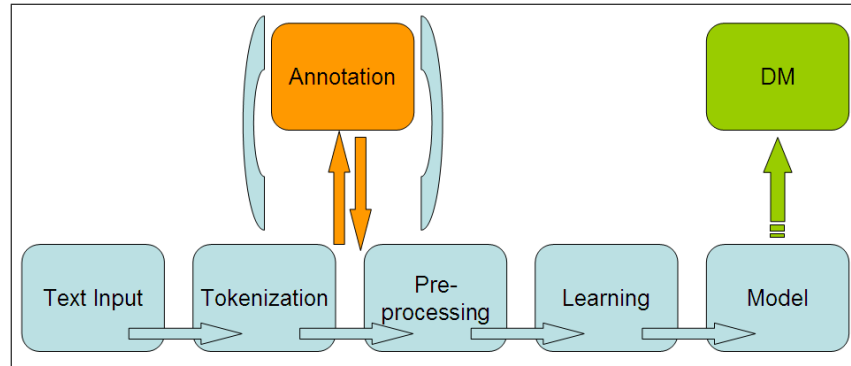 Annotation
DM
Text Input
Tokenization
Pre-
processing
Learning
Model